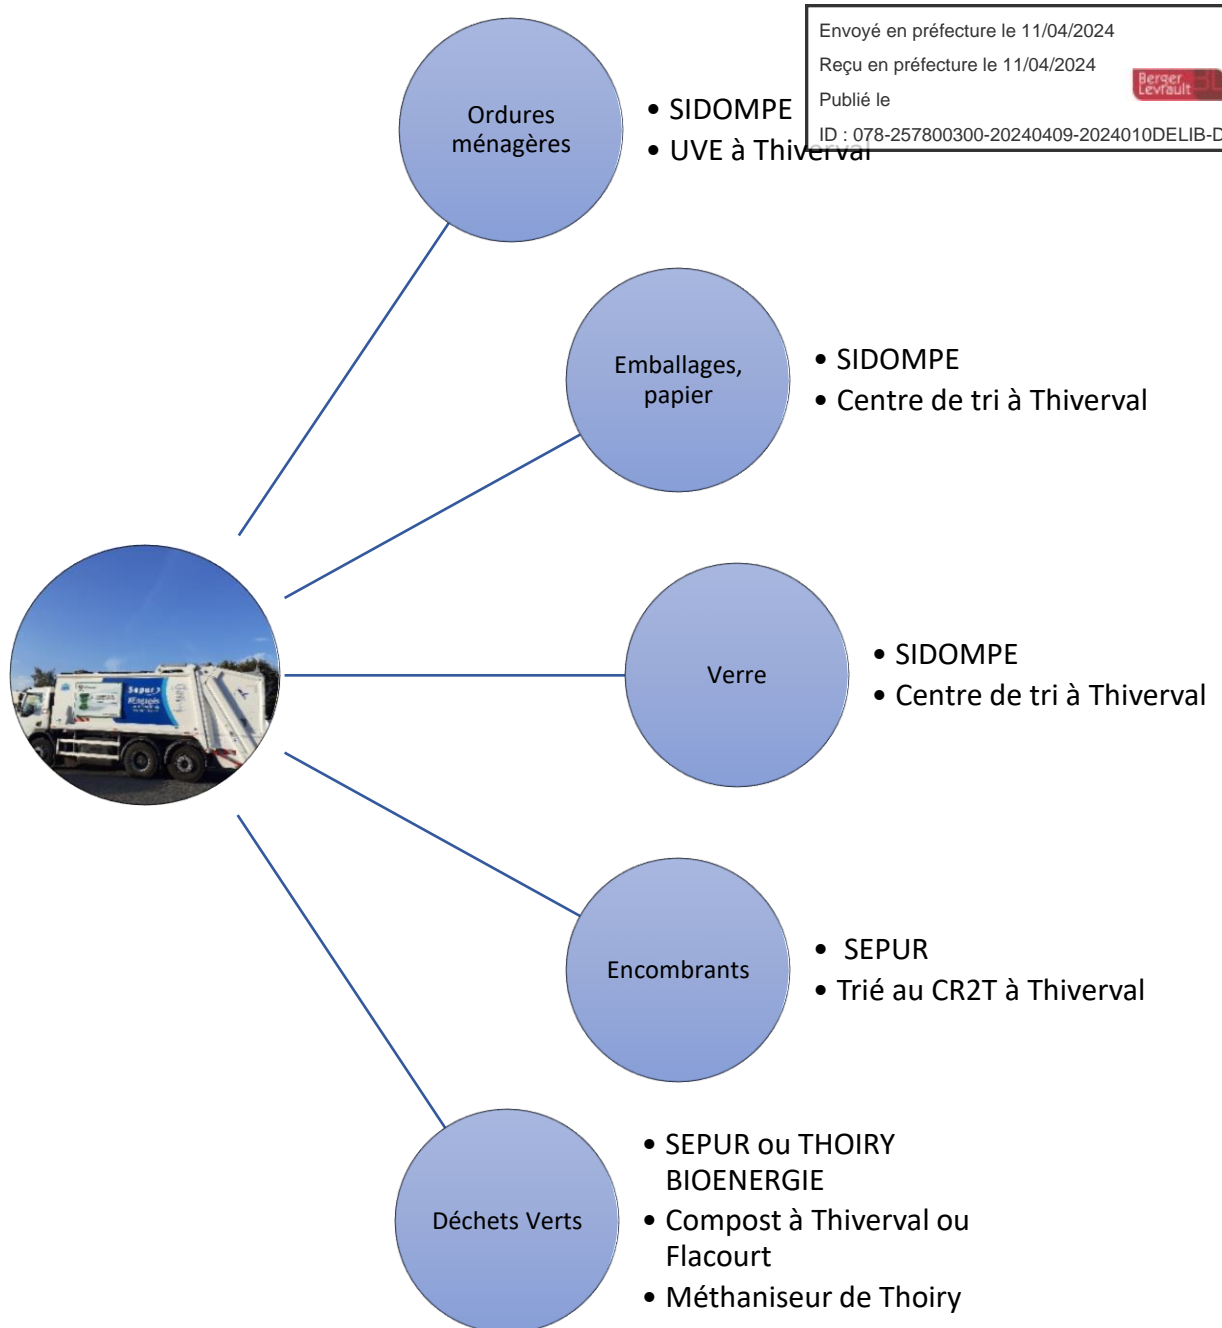 Envoyé en préfecture le 11/04/2024
Reçu en préfecture le 11/04/2024
Publié le
Berger
Levrault
ID : 078-257800300-20240409-2024010DELIB-D
Ordures
ménagères
• SIDOMPE
• UVE à Thiverval
Emballages,
papier
• SIDOMPE
• Centre de tri à Thiverval
Verre
• SIDOMPE
• Centre de tri à Thiverval
Sepur
#Engagés
Encombrants
• SEPUR
• Trié au CR2T à Thiverval
Déchets Verts
• SEPUR ou THOIRY
BIOENERGIE
• Compost à Thiverval ou
Flacourt
• Méthaniseur de Thoiry